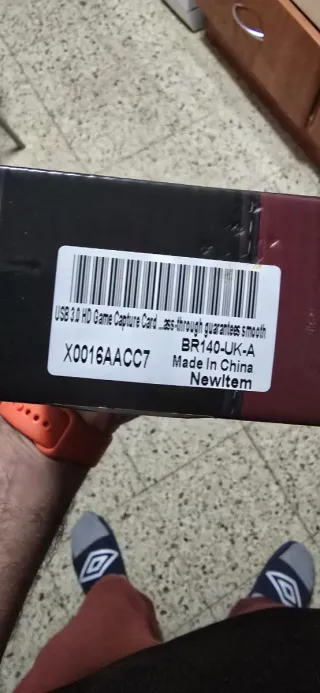 USB 3.0 HD Game Capture Card ...ass-through guarantees smooth
BR140-UK-A
X0016AACC7
Made In China
NewItem